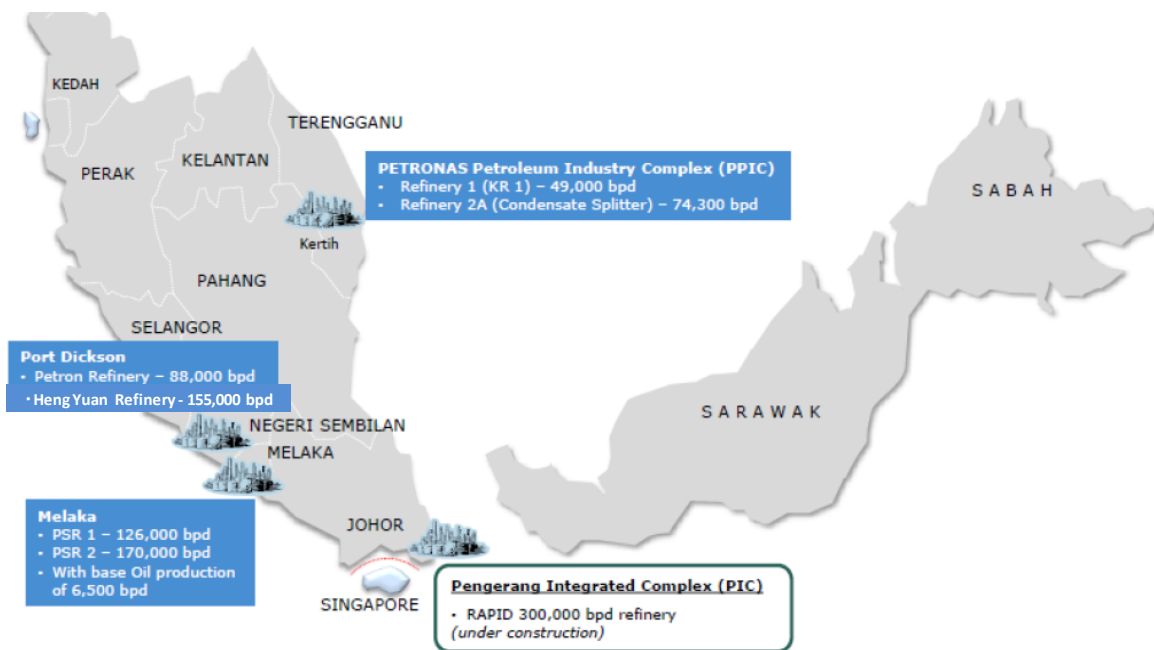 KEDAH
TERENGGANU
KELANTAN
PERAK
PETRONAS Petroleum Industry Complex (PPIC)
• Refinery 1 (KR 1) – 49,000 bpd
• Refinery 2A (Condensate Splitter) – 74,300 bpd
SABAH
Kertih
PAHANG
SELANGOR
Port Dickson
• Petron Refinery – 88,000 bpd
· Heng Yuan Refinery - 155,000 bpd
SARAWAK
NEGERI SEMBILAN
MELAKA
Melaka
• PSR 1 – 126,000 bpd
• PSR 2 – 170,000 bpd
• With base Oil production
of 6,500 bpd
JOHOR
SINGAPORE
Pengerang Integrated Complex (PIC)
• RAPID 300,000 bpd refinery
(under construction)